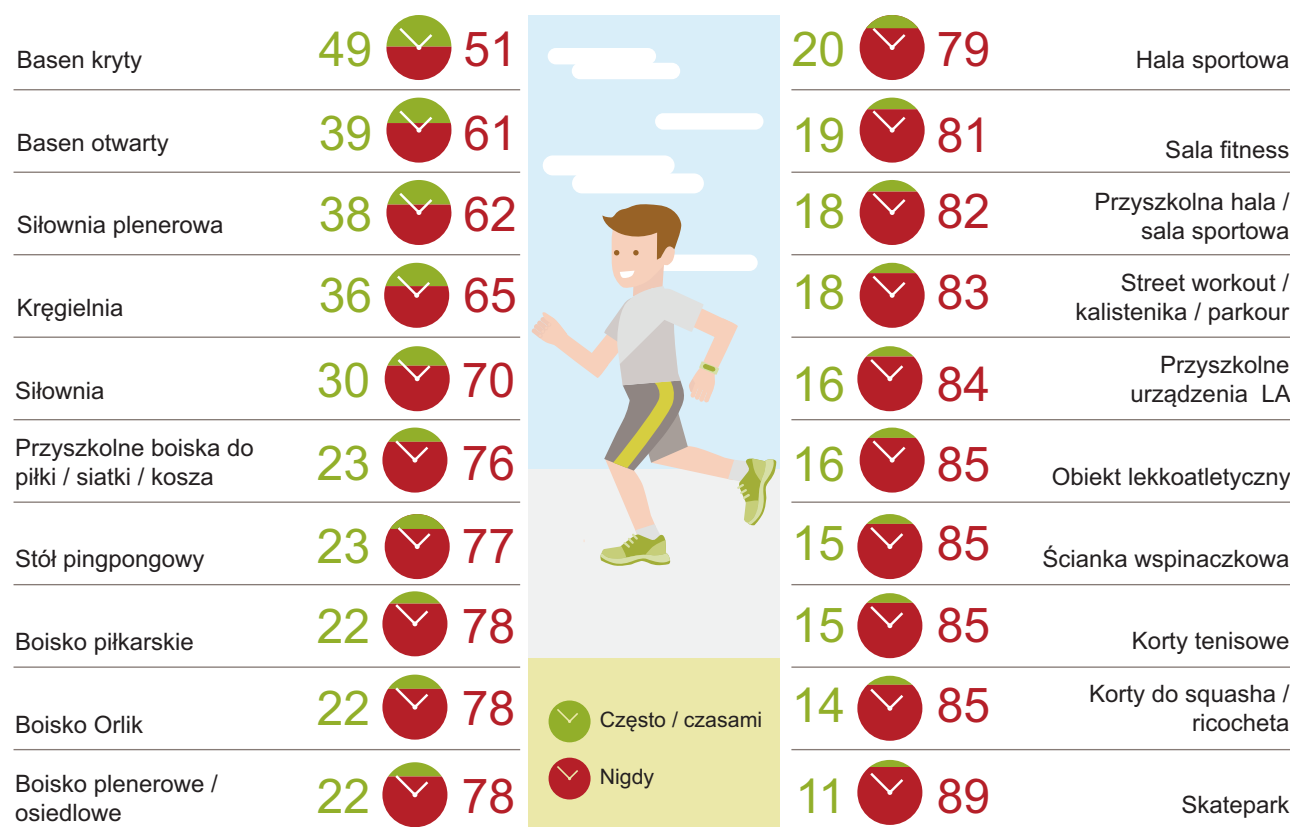 Basen kryty 49 51
Basen otwarty 39 61
Siłownia plenerowa 38 62
Kręgielnia 36 65
Siłownia 30 70
Przyszkolne boiska do
piłki / siatki / kosza 23 76
Stół pingpongowy 23 77
Boisko piłkarskie 22 78
Boisko Orlik 22 78
Boisko plenerowe /
osiedlowe 22 78
Często / czasami
Nigdy
20 79 Hala sportowa
19 81 Sala fitness
18 82 Przyszkolna hala /
sala sportowa
18 83 Street workout /
kalistenika / parkour
16 84 Przyszkolne
urządzenia LA
16 85 Obiekt lekkoatletyczny
15 85 Ścianka wspinaczkowa
15 85 Korty tenisowe
14 85 Korty do squasha /
ricocheta
11 89 Skatepark